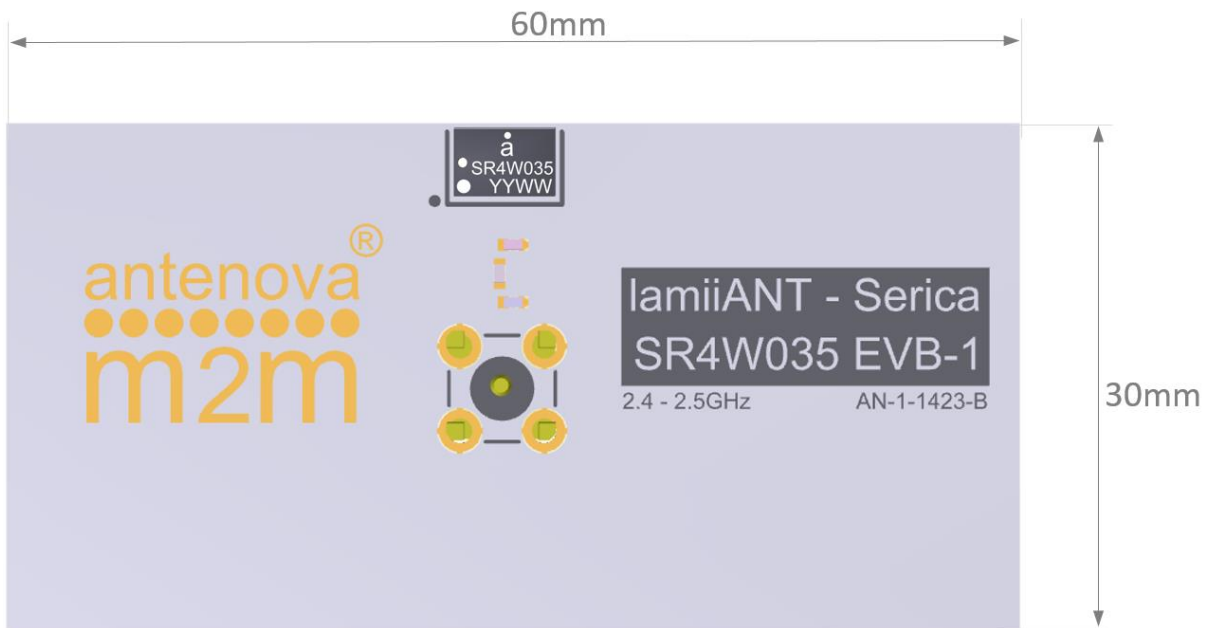 60mm
a
SR4W035
YYWW
®
antenova
m2m
lamiiANT - Serica
SR4W035 EVB-1
2.4 - 2.5GHz
AN-1-1423-B
30mm